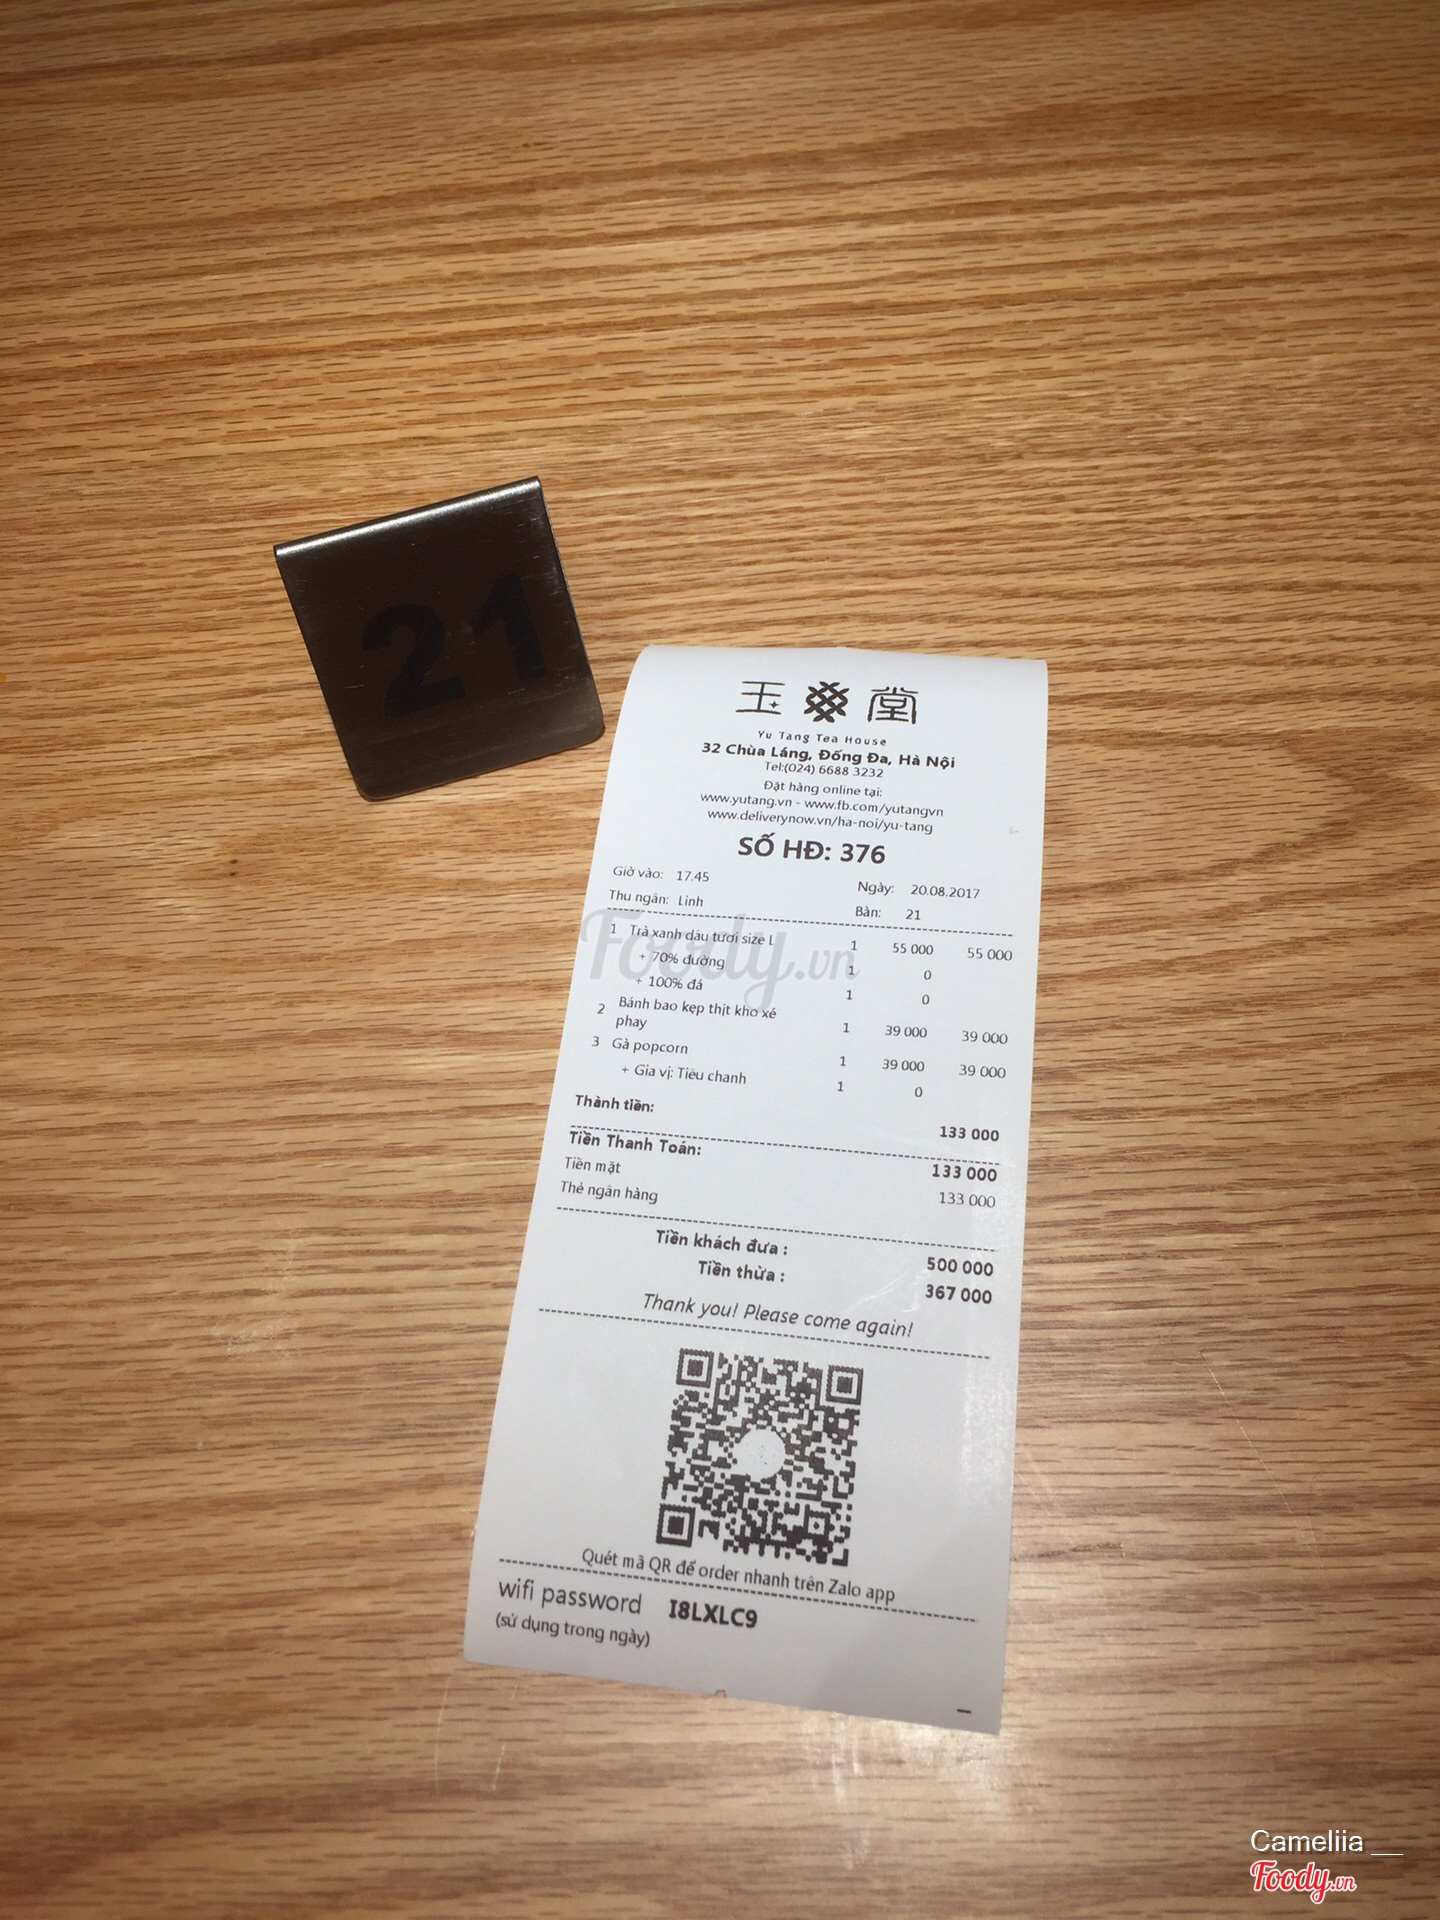 21
玉 堂
Yu Tang Tea House
32 Chùa Láng, Đống Đa, Hà Nội
Tel:(024) 6688 3232
Đặt hàng online tại:
www.yutang.vn - www.fb.com/yutangvn
www.deliverynow.vn/ha-noi/yu-tang
SỐ HĐ: 376
Giờ vào: 17.45 Ngày: 20.08.2017
Thu ngân: Linh Bàn: 21
1 Trà xanh dâu tươi size L 1 55 000 55 000
+ 70% đường 1 0
+ 100% đá 1 0
2 Bánh bao kẹp thịt kho xé
phay 1 39 000 39 000
3 Gà popcorn 1 39 000 39 000
+ Gia vị: Tiêu chanh 1 0
Thành tiền: 133 000
Tiền Thanh Toán: 133 000
Tiền mặt 133 000
Thẻ ngân hàng
Tiền khách đưa : 500 000
Tiền thừa : 367 000
Thank you! Please come again!
Quét mã QR để order nhanh trên Zalo app
wifi password I8LXLC9
(sử dụng trong ngày)
Foody.vn
Cameliia __
Foody.vn